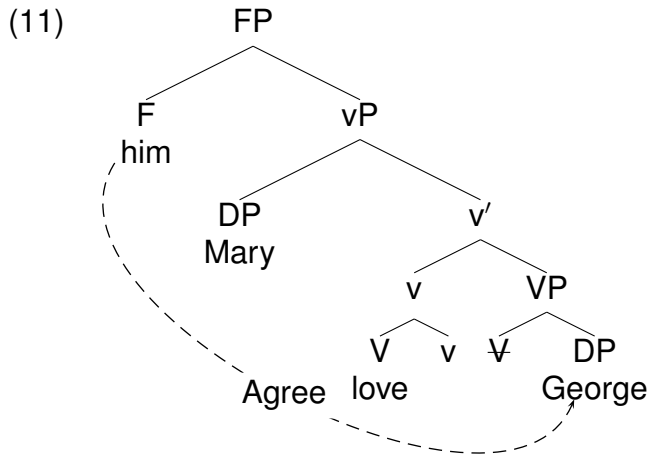 (11) FP
F vP
him
DP v′
Mary
v VP
V v V DP
Agree love George